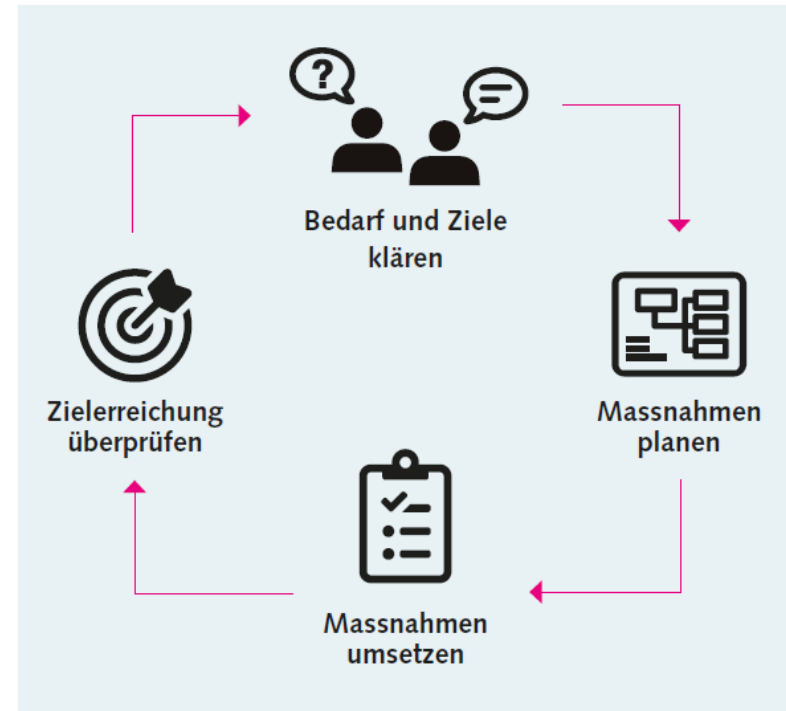 ?
Bedarf und Ziele
klären
Massnahmen
planen
Massnahmen
umsetzen
Zielerreichung
überprüfen